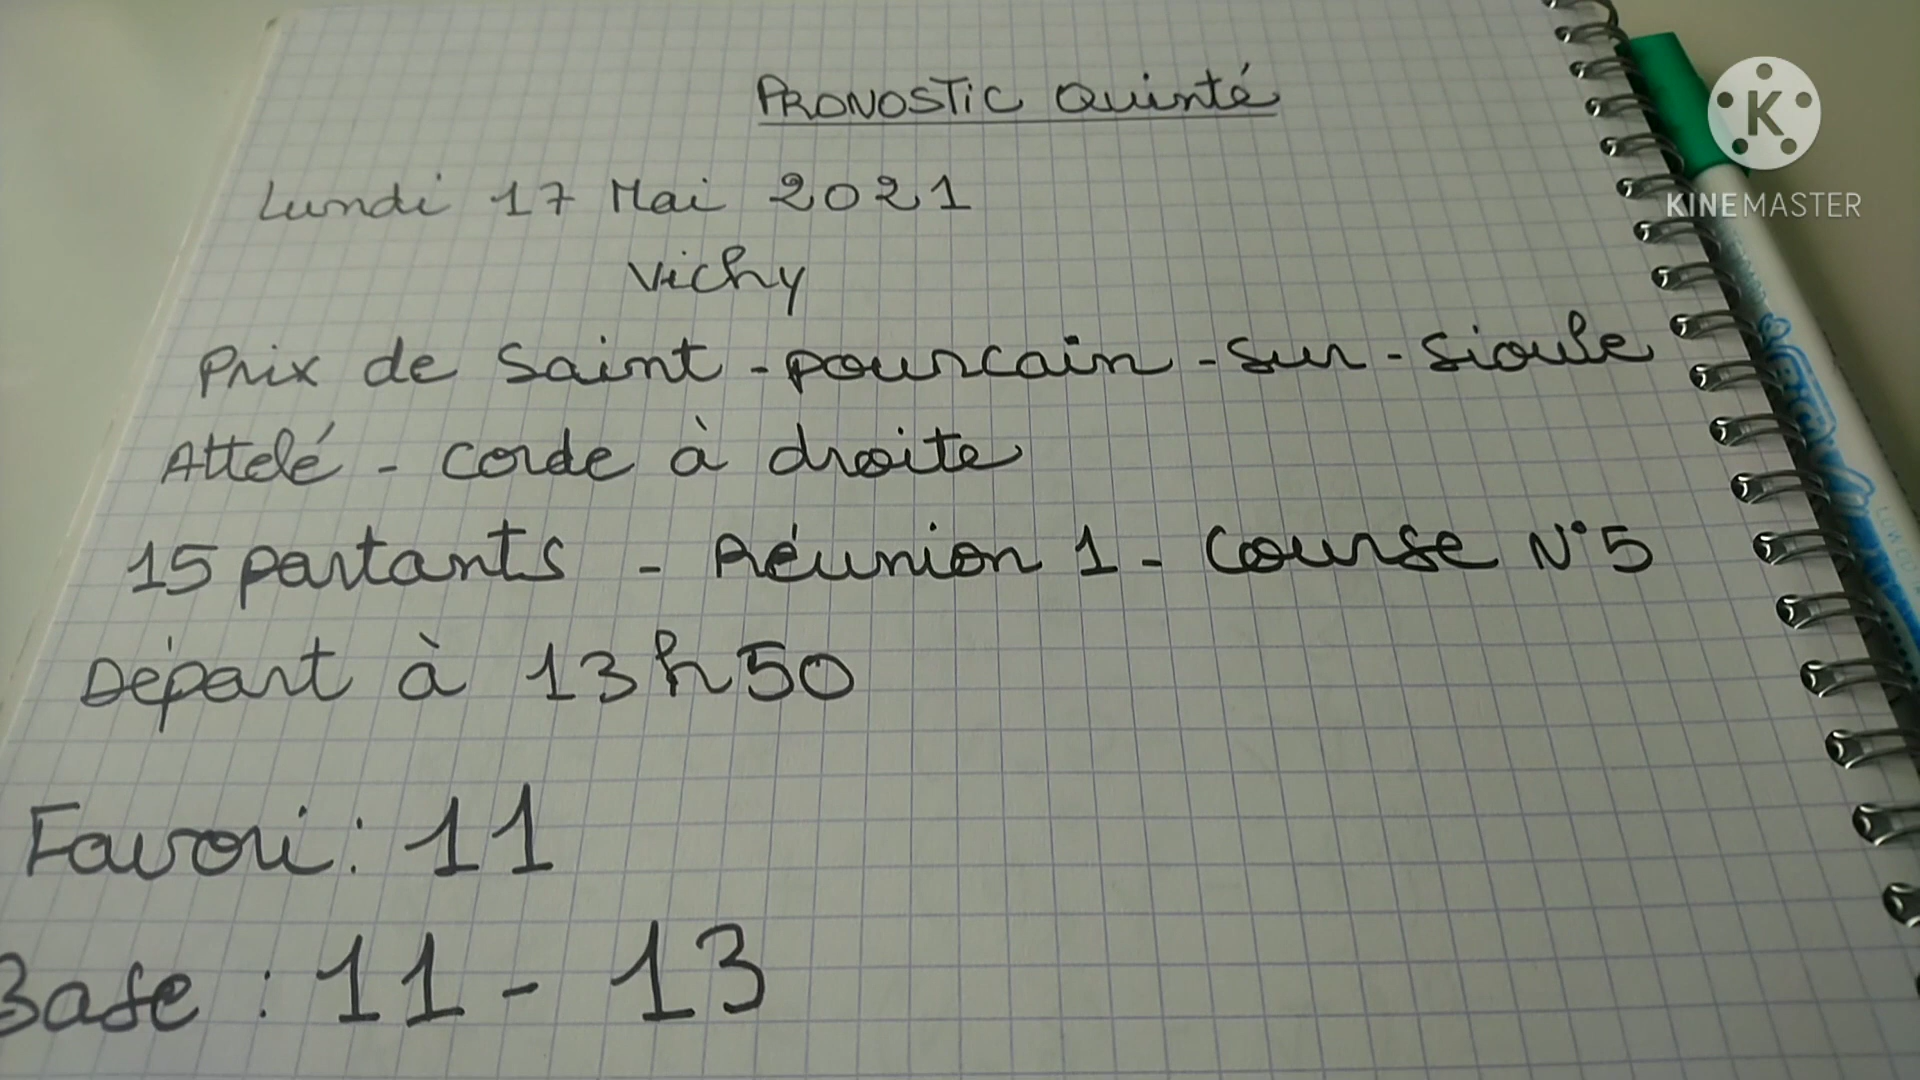 PRONOSTIC Quinté
Lundi 17 Mai 2021
Vichy
Prix de Saint-pourcain-sur-sioule
Attelé - corde à droite
15 partants - Réunion 1 - Course N°5
Départ à 13h50
Favori : 11
Base : 11 - 13
K
KINEMASTER